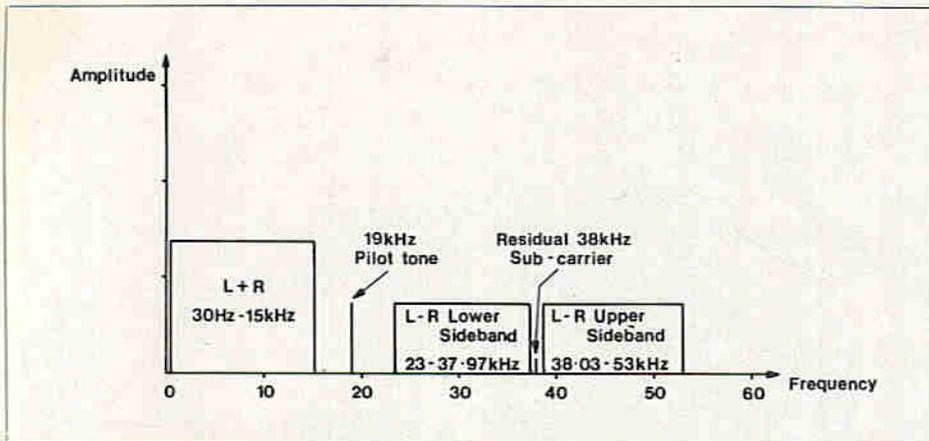 Amplitude
19kHz
Pilot tone
Residual 38kHz
Sub-carrier
L+R
30Hz-15kHz
L-R Lower
Sideband
23-37·97kHz
L-R Upper
Sideband
38·03-53kHz
Frequency
0 10 20 30 40 50 60